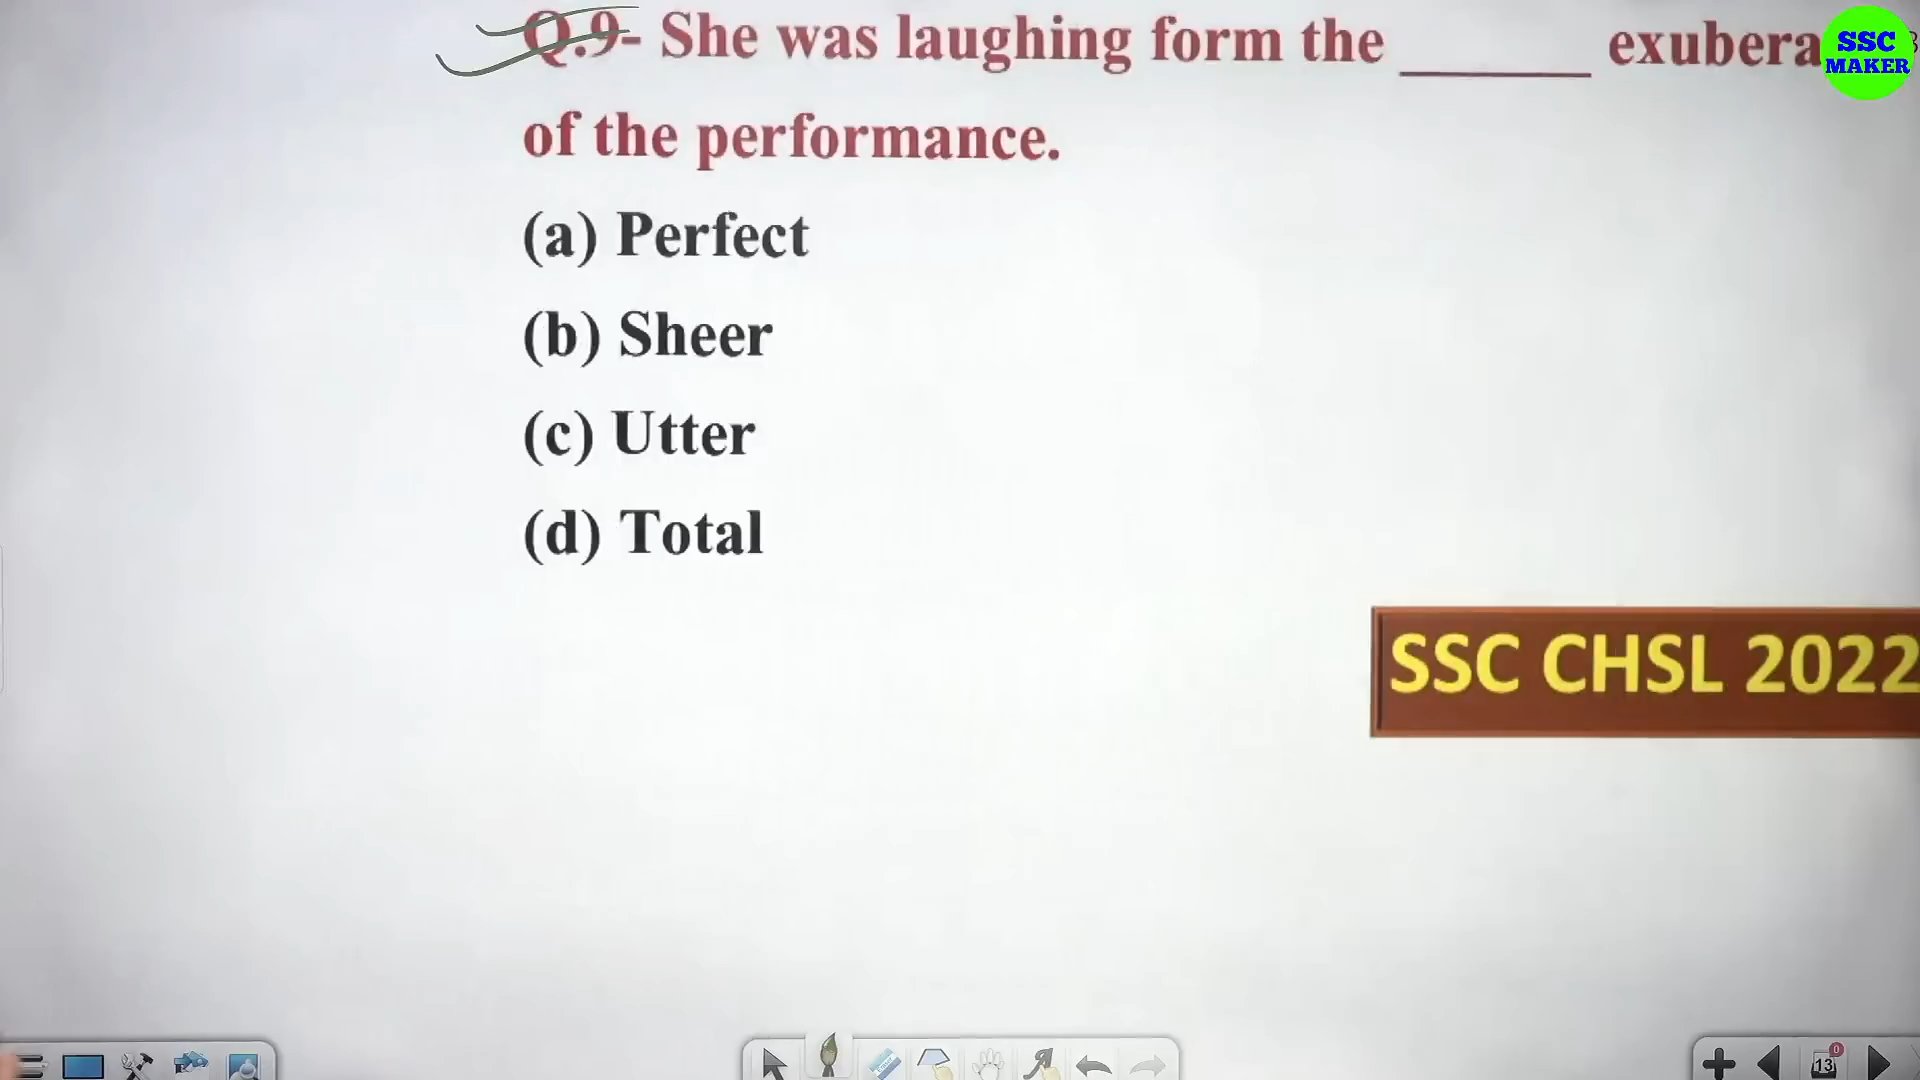 Q.9- She was laughing form the ______ exubera
SSC
MAKER
of the performance.
(a) Perfect
(b) Sheer
(c) Utter
(d) Total
SSC CHSL 2022
13
0